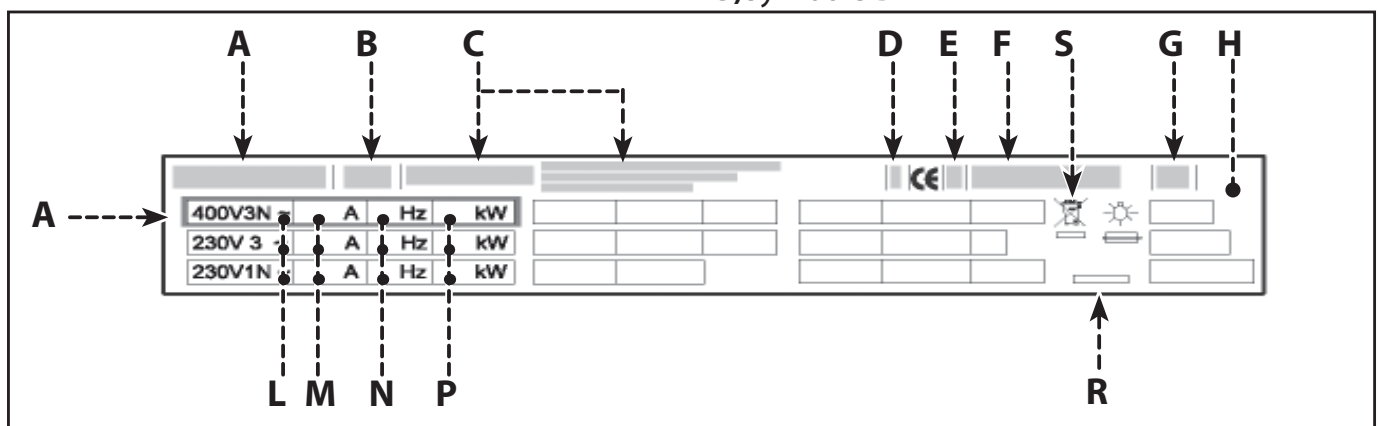 A B C D E F S G H
CE
A 400V3N ~ A Hz kW
230V 3 ~ A Hz kW
230V1N ~ A Hz kW
L M N P R